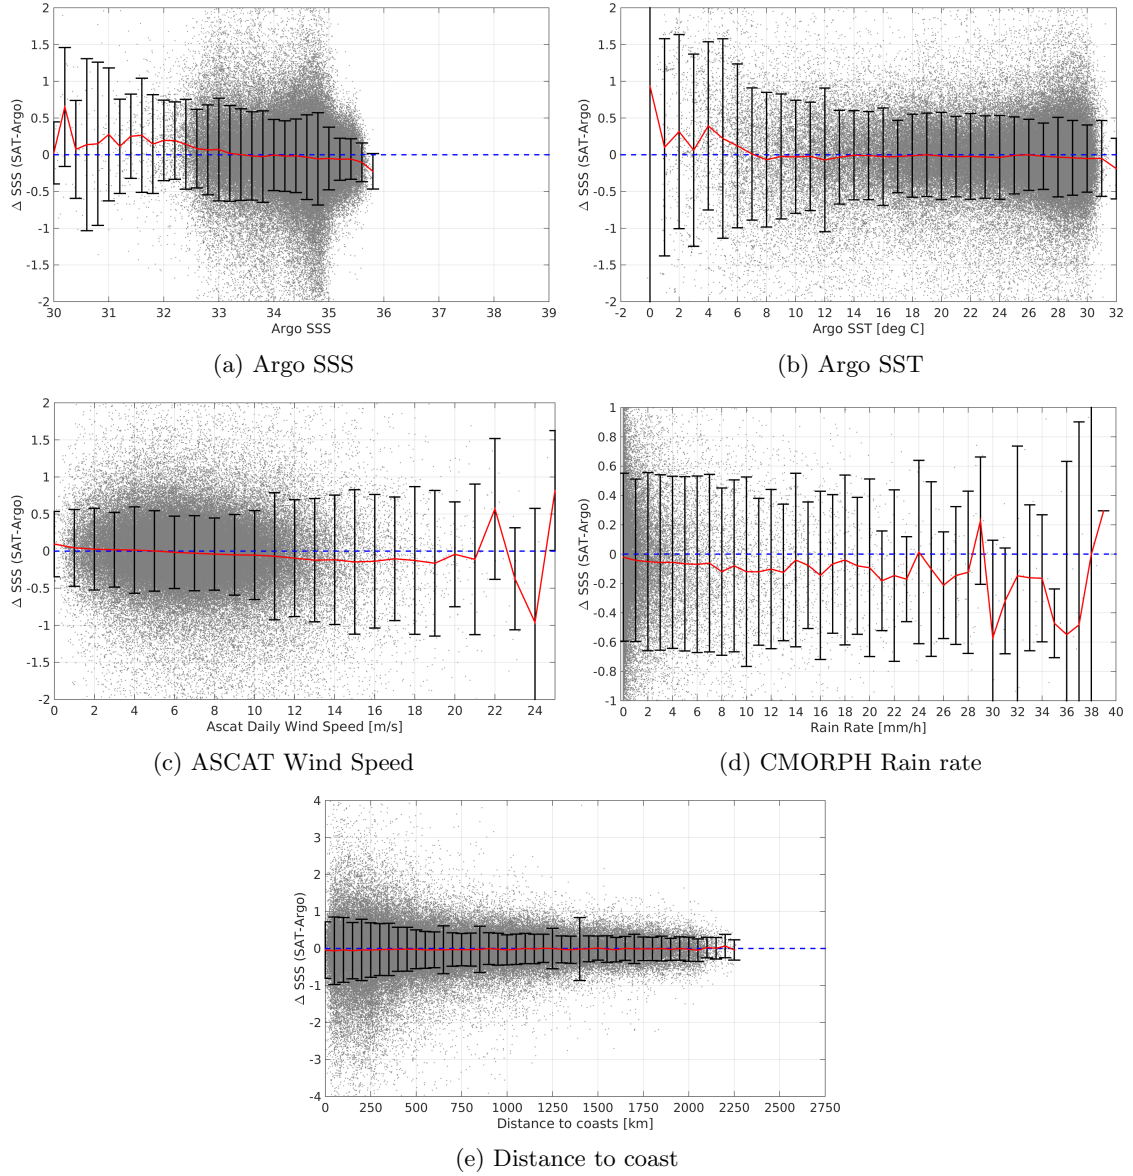 2
1.5
1
0.5
0
-0.5
-1
-1.5
-2
Δ SSS (SAT-Argo)
30 31 32 33 34 35 36 37 38 39
Argo SSS
(a) Argo SSS
2
1.5
1
0.5
0
-0.5
-1
-1.5
-2
Δ SSS (SAT-Argo)
-2 0 2 4 6 8 10 12 14 16 18 20 22 24 26 28 30 32
Argo SST [deg C]
(b) Argo SST
2
1.5
1
0.5
0
-0.5
-1
-1.5
-2
Δ SSS (SAT-Argo)
0 2 4 6 8 10 12 14 16 18 20 22 24
Ascat Daily Wind Speed [m/s]
(c) ASCAT Wind Speed
1
0.8
0.6
0.4
0.2
0
-0.2
-0.4
-0.6
-0.8
-1
Δ SSS (SAT-Argo)
0 2 4 6 8 10 12 14 16 18 20 22 24 26 28 30 32 34 36 38 40
Rain Rate [mm/h]
(d) CMORPH Rain rate
4
3
2
1
0
-1
-2
-3
-4
Δ SSS (SAT-Argo)
0 250 500 750 1000 1250 1500 1750 2000 2250 2500 2750
Distance to coasts [km]
(e) Distance to coast